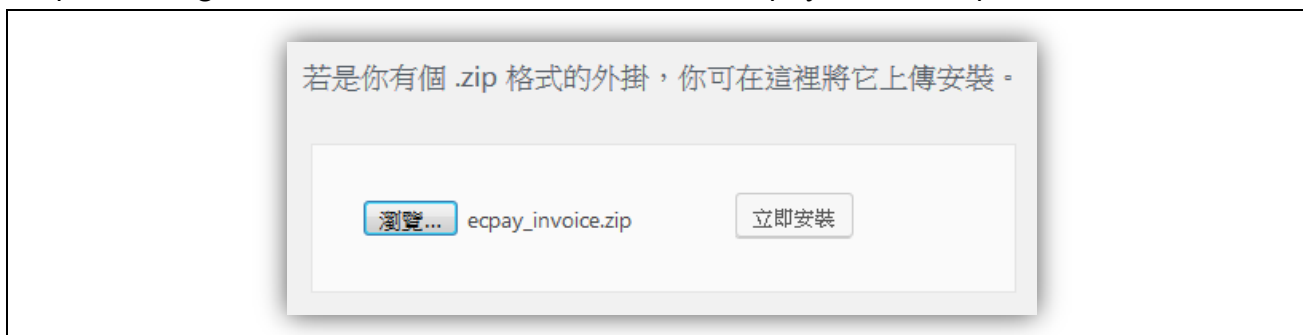 若是你有個 .zip 格式的外掛，你可在這裡將它上傳安裝。
瀏覽... ecpay_invoice.zip 立即安裝